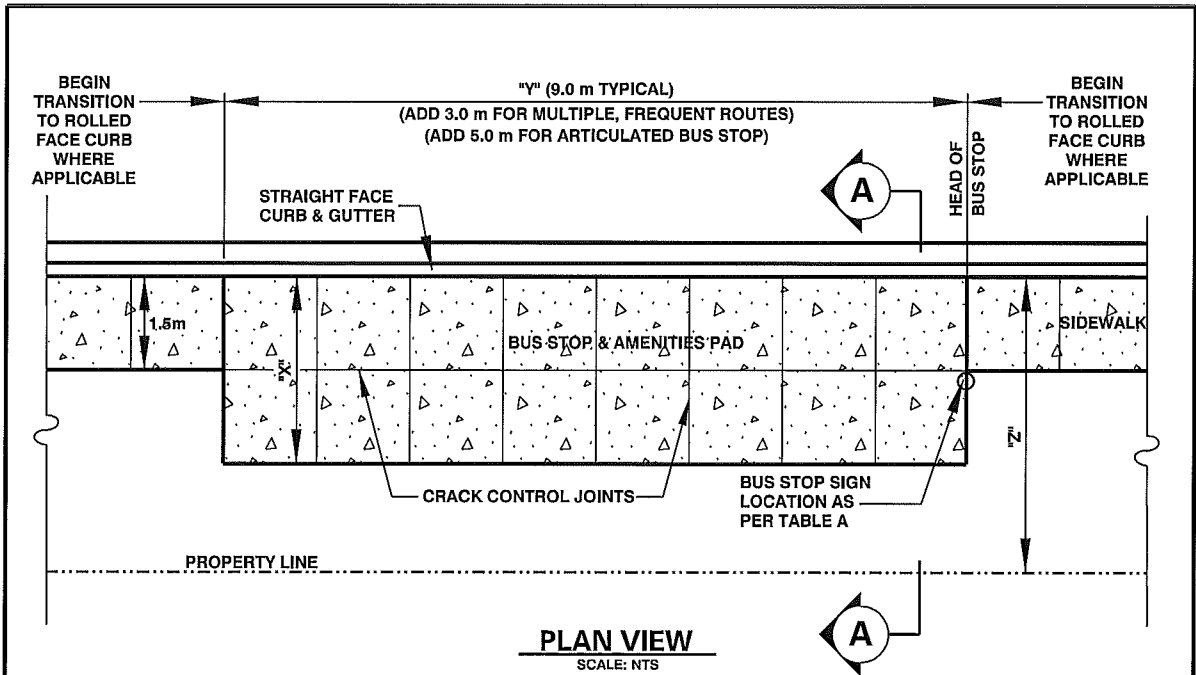 BEGIN
TRANSITION
TO ROLLED
FACE CURB
WHERE
APPLICABLE
"Y" (9.0 m TYPICAL)
(ADD 3.0 m FOR MULTIPLE, FREQUENT ROUTES)
(ADD 5.0 m FOR ARTICULATED BUS STOP)
BEGIN
TRANSITION
TO ROLLED
FACE CURB
WHERE
APPLICABLE
STRAIGHT FACE
CURB & GUTTER
A
HEAD OF
BUS STOP
1.5m
"X"
BUS STOP & AMENITIES PAD
SIDEWALK
"Z"
CRACK CONTROL JOINTS
BUS STOP SIGN
LOCATION AS
PER TABLE A
PROPERTY LINE
A
PLAN VIEW
SCALE: NTS